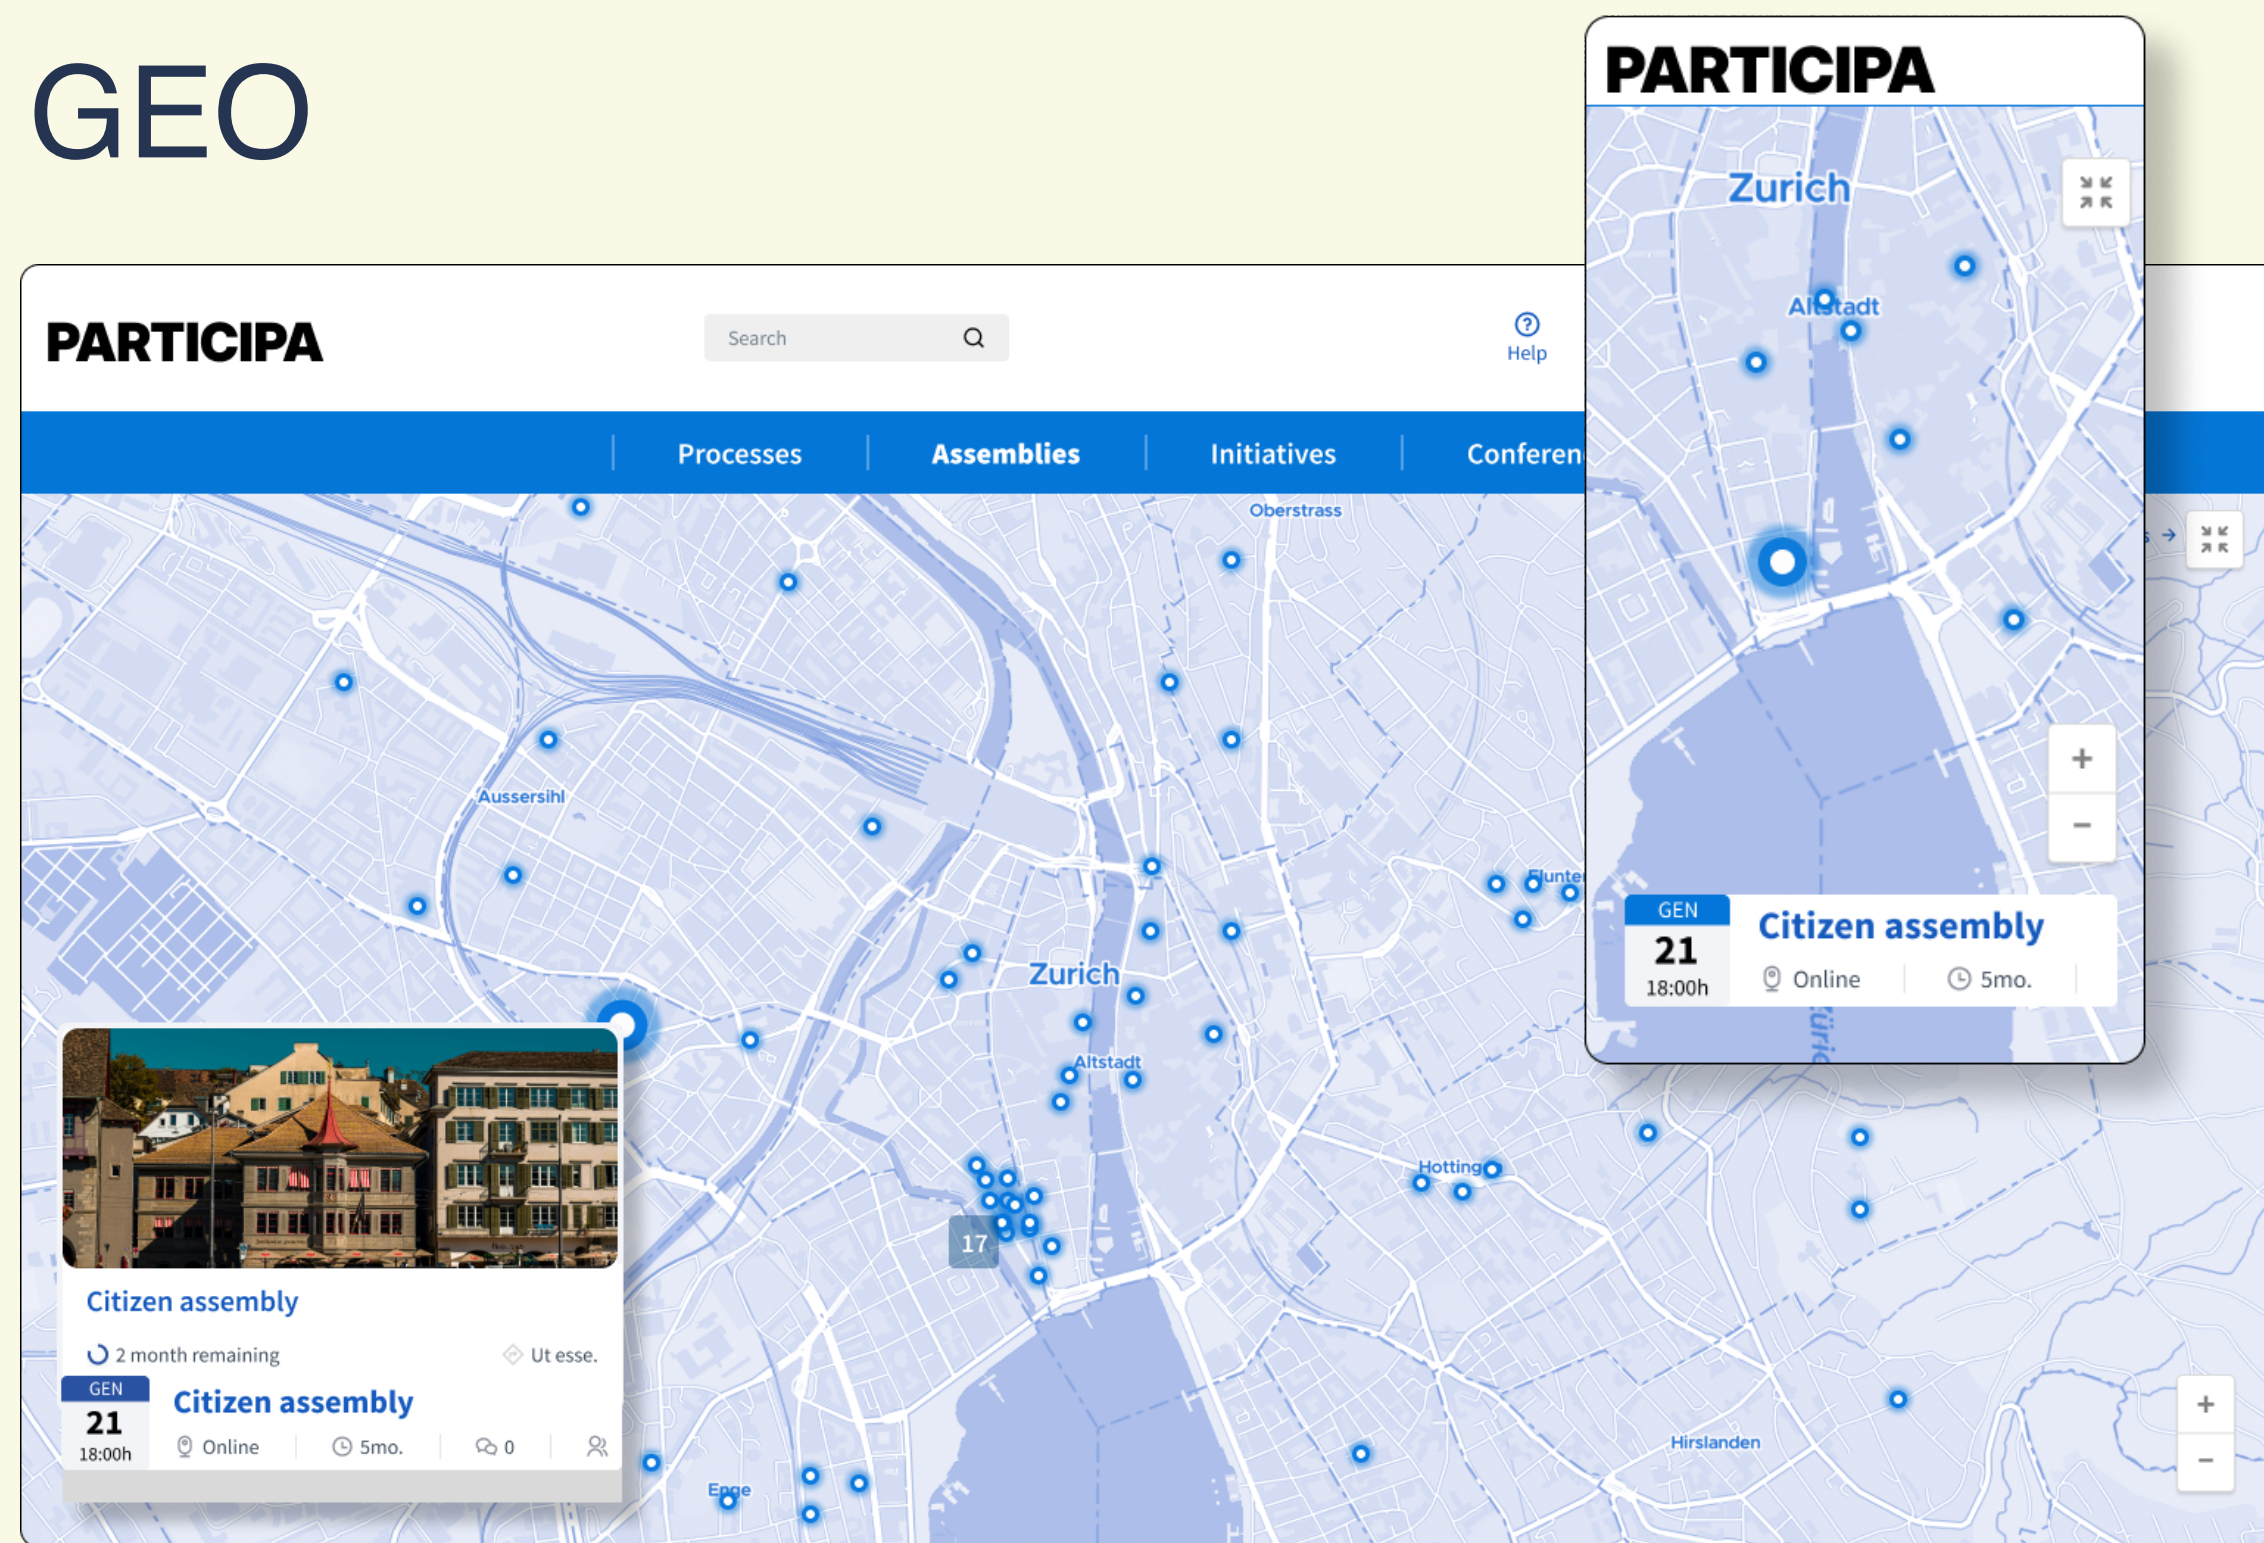 GEO
PARTICIPA
Search
Help
Processes
Assemblies
Initiatives
Conferen
Oberstrass
Aussersihl
Zurich
Altstadt
17
Hotting
Hirslanden
Enge
Citizen assembly
2 month remaining
Ut esse.
GEN
21
18:00h
Citizen assembly
Online
5mo.
0
PARTICIPA
Zurich
Altstadt
GEN
21
18:00h
Citizen assembly
Online
5mo.